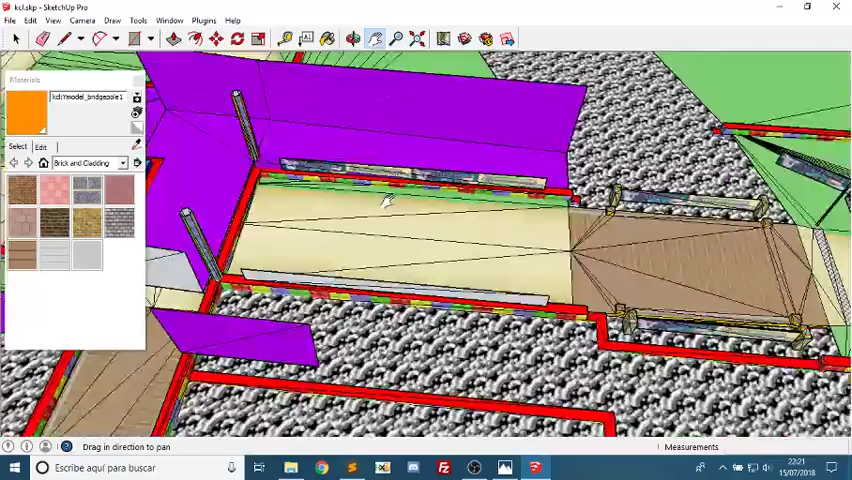 kcl.skp - SketchUp Pro
File Edit View Camera Draw Tools Window Plugins Help
Materials
kcl:Ymodel_bridgepole1
Select Edit
Brick and Cladding
Drag in direction to pan
Measurements
Escribe aquí para buscar
22:21
15/07/2018